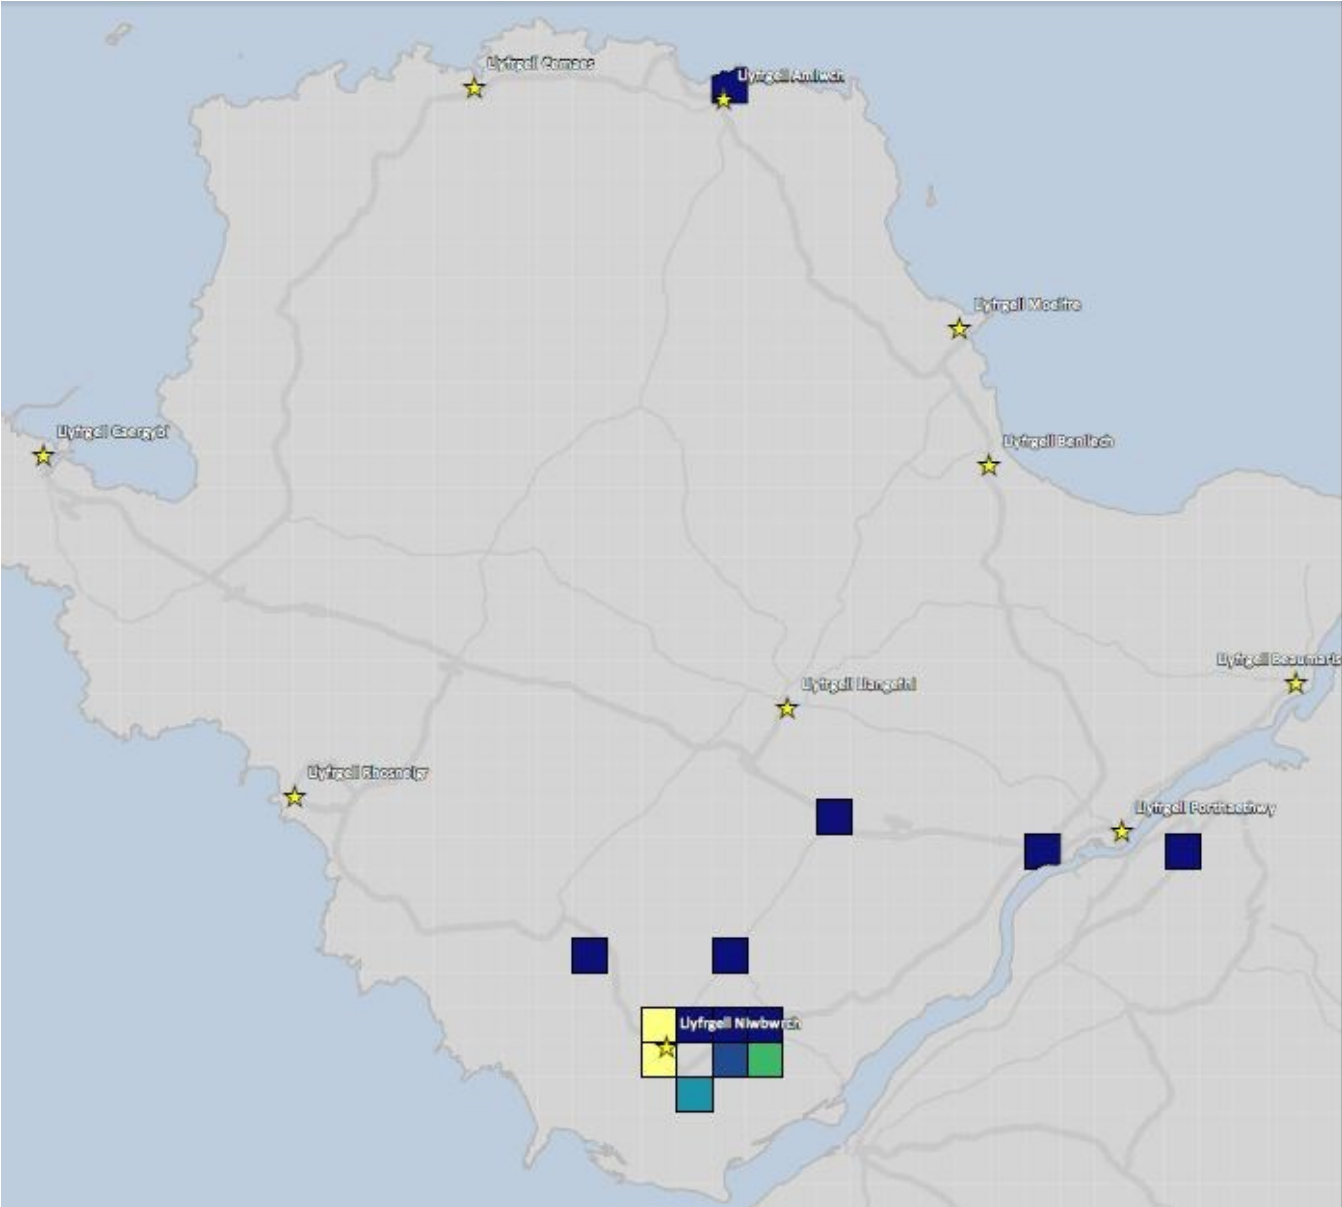 Llyfrgell Cemaes
Llyfrgell Amlwch
Llyfrgell Moelfre
Llyfrgell Caergybi
Llyfrgell Benllech
Llyfrgell Beaumaris
Llyfrgell Llangefni
Llyfrgell Rhosneigr
Llyfrgell Porthaethwy
Llyfrgell Niwbwrch